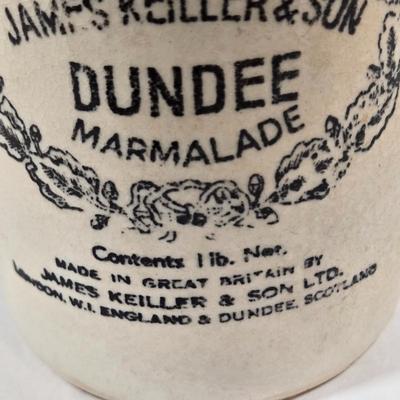 JAMES KEILLER & SON
DUNDEE
MARMALADE
Contents 1 lb. Net.
MADE IN GREAT BRITAIN BY
JAMES KEILLER & SON LTD.
LONDON. W.I. ENGLAND & DUNDEE. SCOTLAND